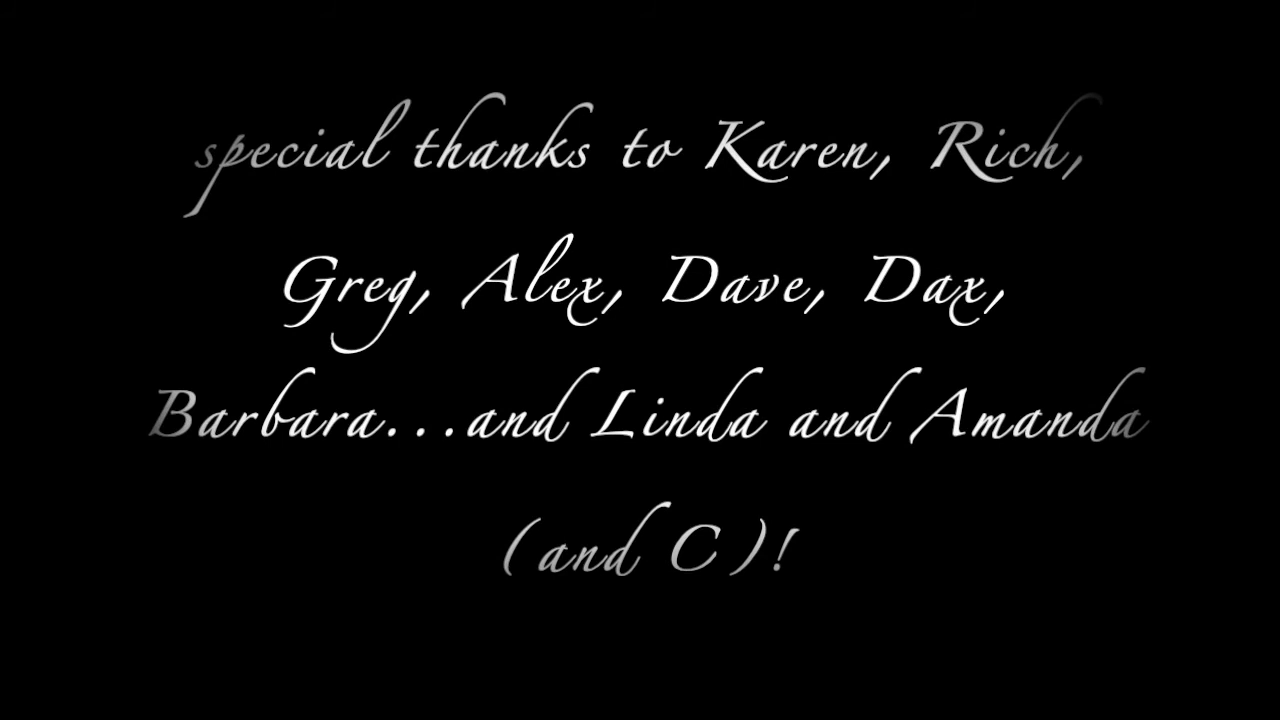 special thanks to Karen, Rich,
Greg, Alex, Dave, Dax,
Barbara...and Linda and Amanda
(and C)!